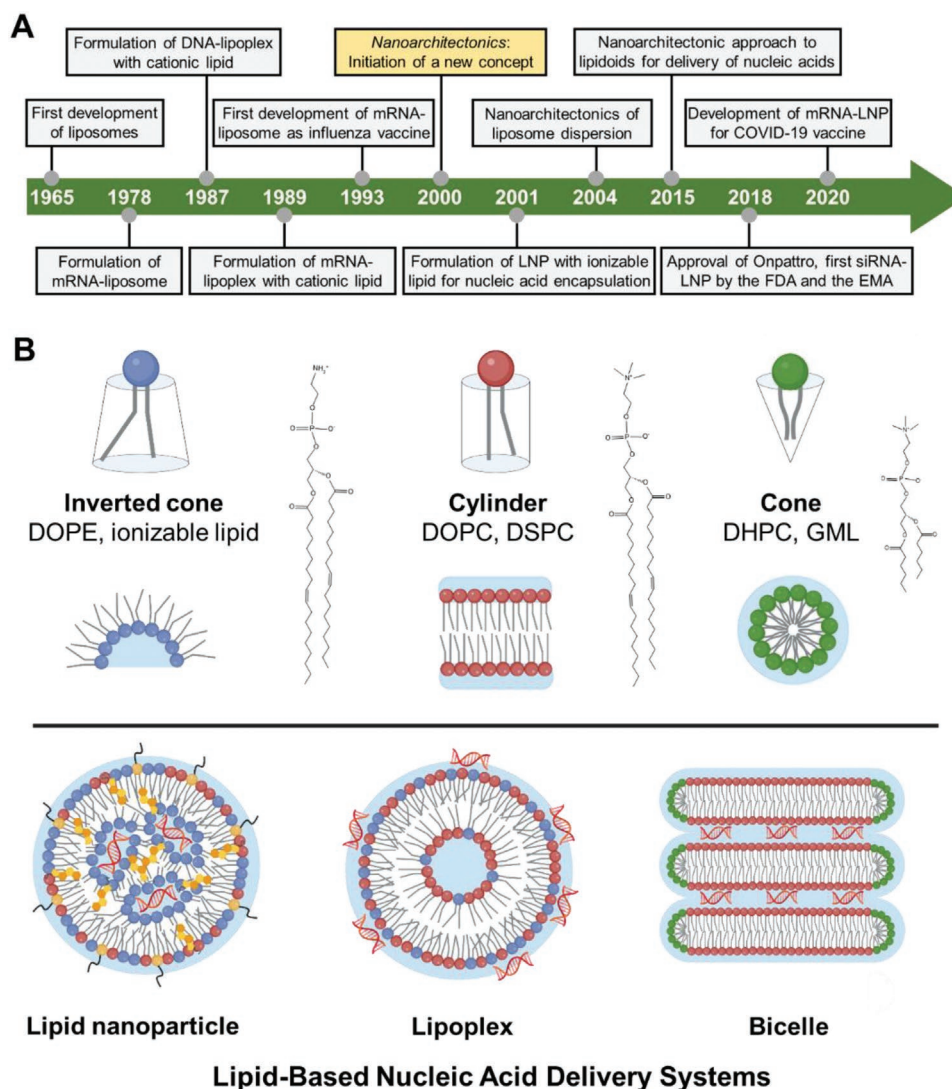 A
Formulation of DNA-lipoplex
with cationic lipid
Nanoarchitectonics:
Initiation of a new concept
Nanoarchitectonic approach to
lipidoids for delivery of nucleic acids
First development
of liposomes
First development of mRNA-
liposome as influenza vaccine
Nanoarchitectonics
of liposome dispersion
Development of mRNA-LNP
for COVID-19 vaccine
1965 1978 1987 1989 1993 2000 2001 2004 2015 2018 2020
Formulation of
mRNA-liposome
Formulation of mRNA-
lipoplex with cationic lipid
Formulation of LNP with ionizable
lipid for nucleic acid encapsulation
Approval of Onpattro, first siRNA-
LNP by the FDA and the EMA
B
Inverted cone
DOPE, ionizable lipid
Cylinder
DOPC, DSPC
Cone
DHPC, GML
Lipid nanoparticle
Lipoplex
Bicelle
Lipid-Based Nucleic Acid Delivery Systems